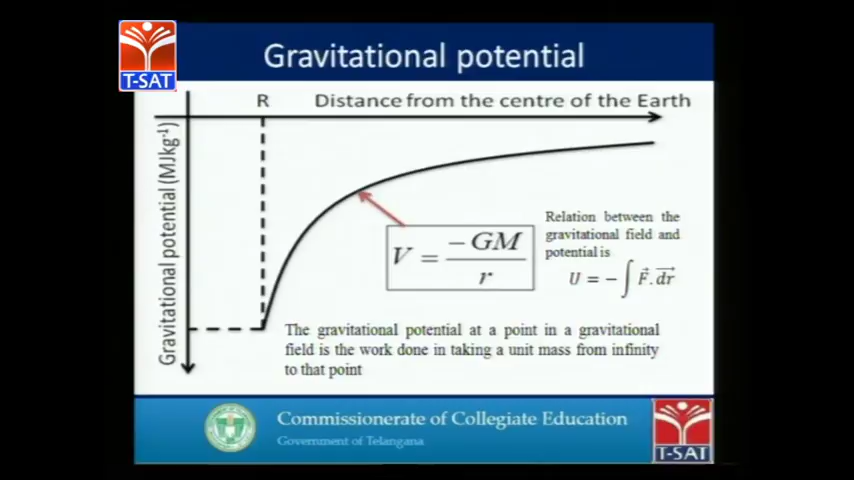 Gravitational potential
T-SAT
R Distance from the centre of the Earth
Gravitational potential (MJkg⁻¹)
V = −GM / r
Relation between the
gravitational field and
potential is
U = − ∫ F⃗. dr⃗
The gravitational potential at a point in a gravitational
field is the work done in taking a unit mass from infinity
to that point
Commissionerate of Collegiate Education
Government of Telangana
T-SAT